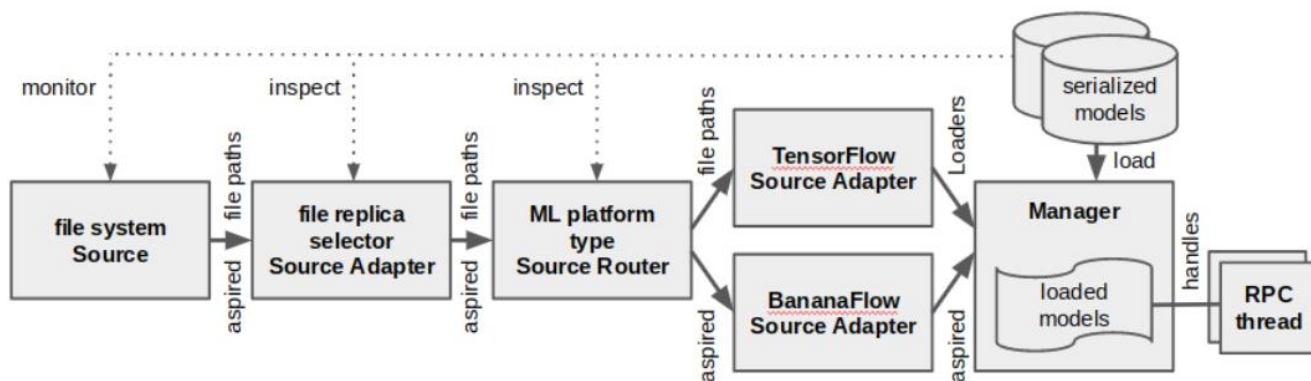 monitor
inspect
inspect
serialized
models
load
file system
Source
aspired file paths
file replica
selector
Source Adapter
aspired file paths
ML platform
type
Source Router
aspired file paths
TensorFlow
Source Adapter
BananaFlow
Source Adapter
aspired Loaders
Manager
loaded
models
handles
RPC
thread